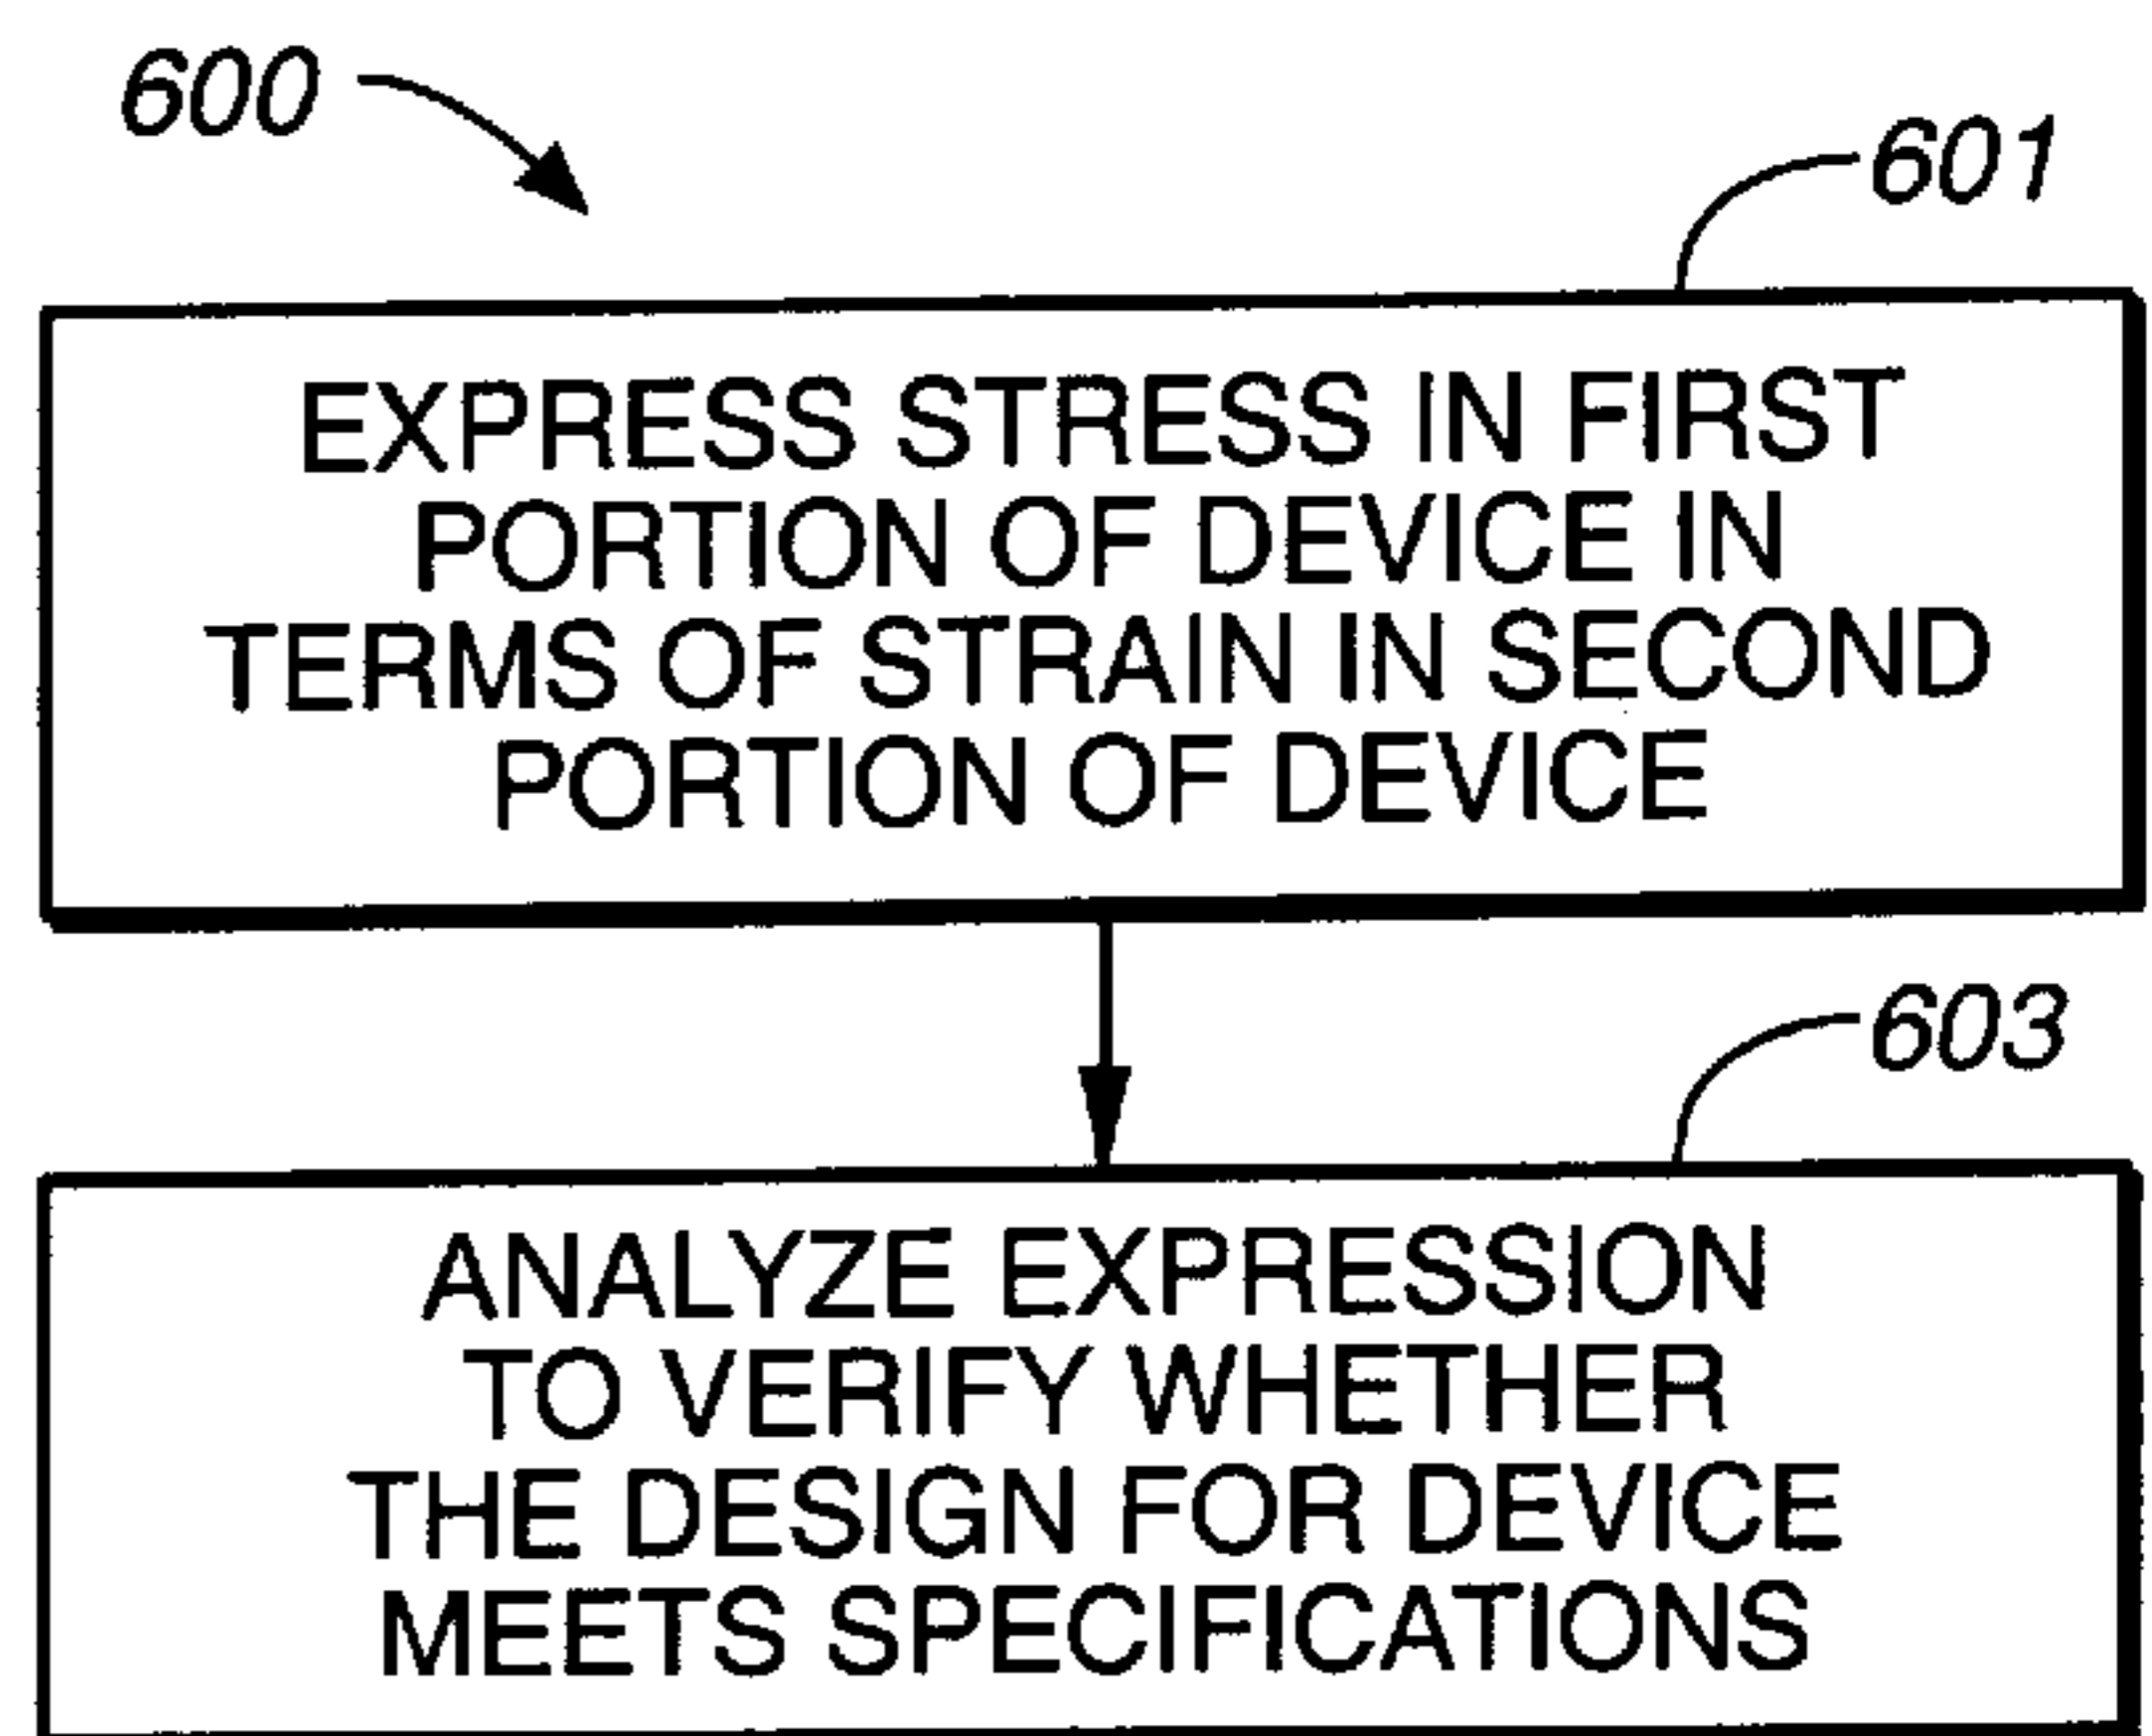 600
601
EXPRESS STRESS IN FIRST
PORTION OF DEVICE IN
TERMS OF STRAIN IN SECOND
PORTION OF DEVICE
603
ANALYZE EXPRESSION
TO VERIFY WHETHER
THE DESIGN FOR DEVICE
MEETS SPECIFICATIONS